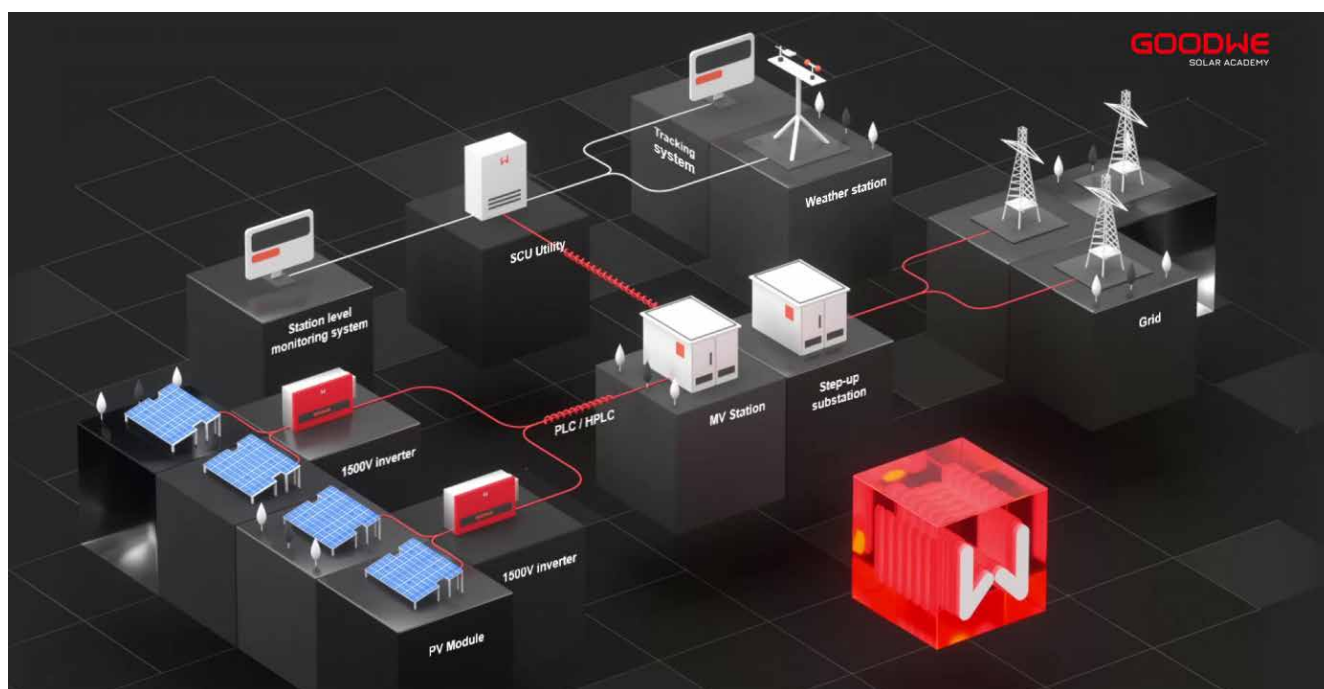 GOODWE
SOLAR ACADEMY
Tracking
system
Weather station
SCU Utility
Station level
monitoring system
Grid
Step-up
substation
MV Station
PLC / HPLC
1500V inverter
1500V inverter
PV Module
W